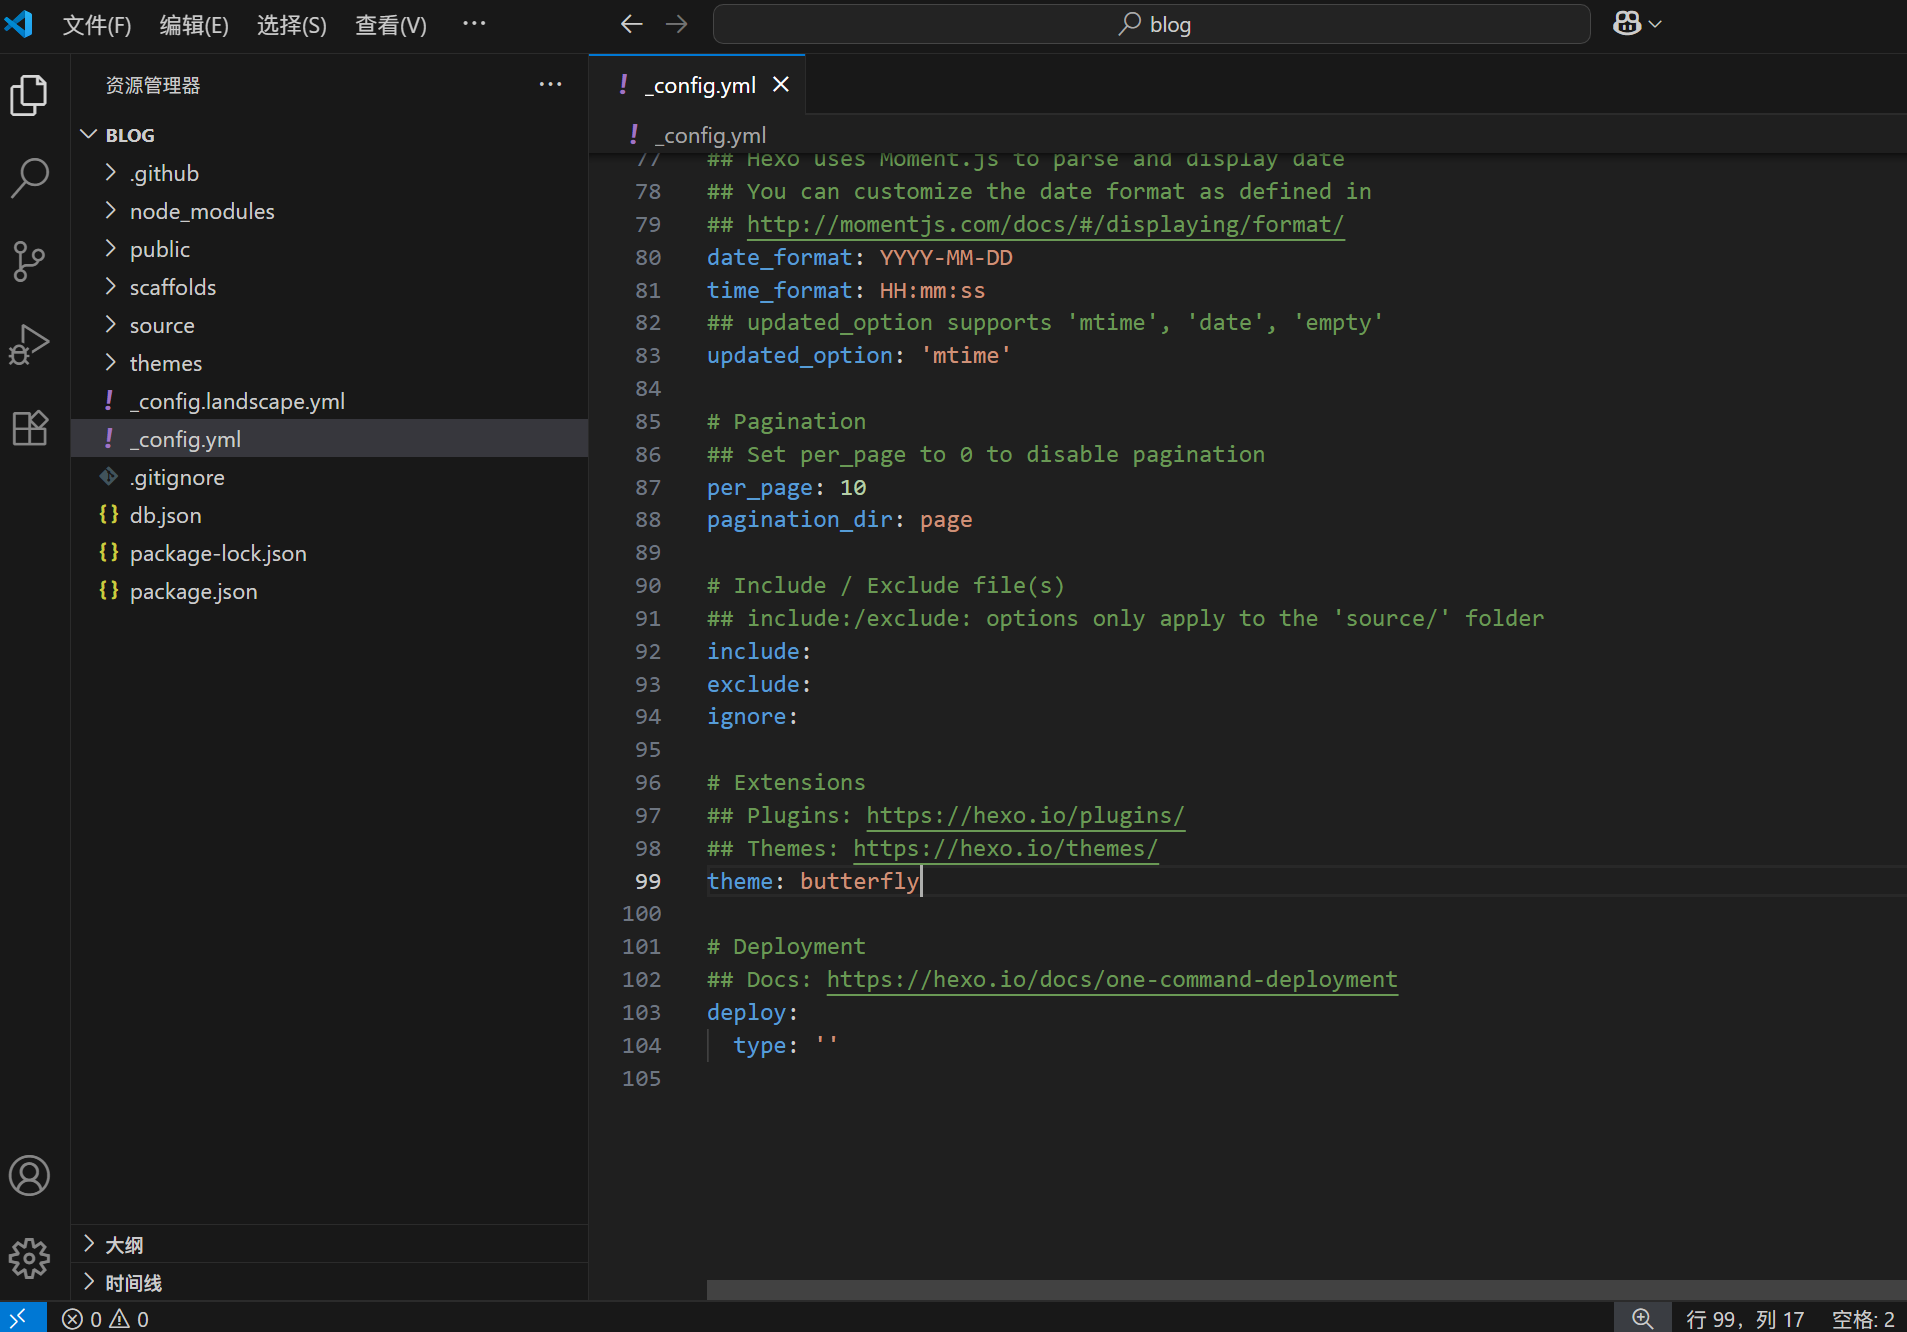 文件(F) 编辑(E) 选择(S) 查看(V) ··· blog
资源管理器 ···
BLOG
.github
node_modules
public
scaffolds
source
themes
! _config.landscape.yml
! _config.yml
.gitignore
{} db.json
{} package-lock.json
{} package.json
大纲
时间线
! _config.yml
! _config.yml
77 ## Hexo uses Moment.js to parse and display date
78 ## You can customize the date format as defined in
79 ## http://momentjs.com/docs/#/displaying/format/
80 date_format: YYYY-MM-DD
81 time_format: HH:mm:ss
82 ## updated_option supports 'mtime', 'date', 'empty'
83 updated_option: 'mtime'
84
85 # Pagination
86 ## Set per_page to 0 to disable pagination
87 per_page: 10
88 pagination_dir: page
89
90 # Include / Exclude file(s)
91 ## include:/exclude: options only apply to the 'source/' folder
92 include:
93 exclude:
94 ignore:
95
96 # Extensions
97 ## Plugins: https://hexo.io/plugins/
98 ## Themes: https://hexo.io/themes/
99 theme: butterfly
100
101 # Deployment
102 ## Docs: https://hexo.io/docs/one-command-deployment
103 deploy:
104   type: ''
105
0 0 行 99，列 17 空格: 2